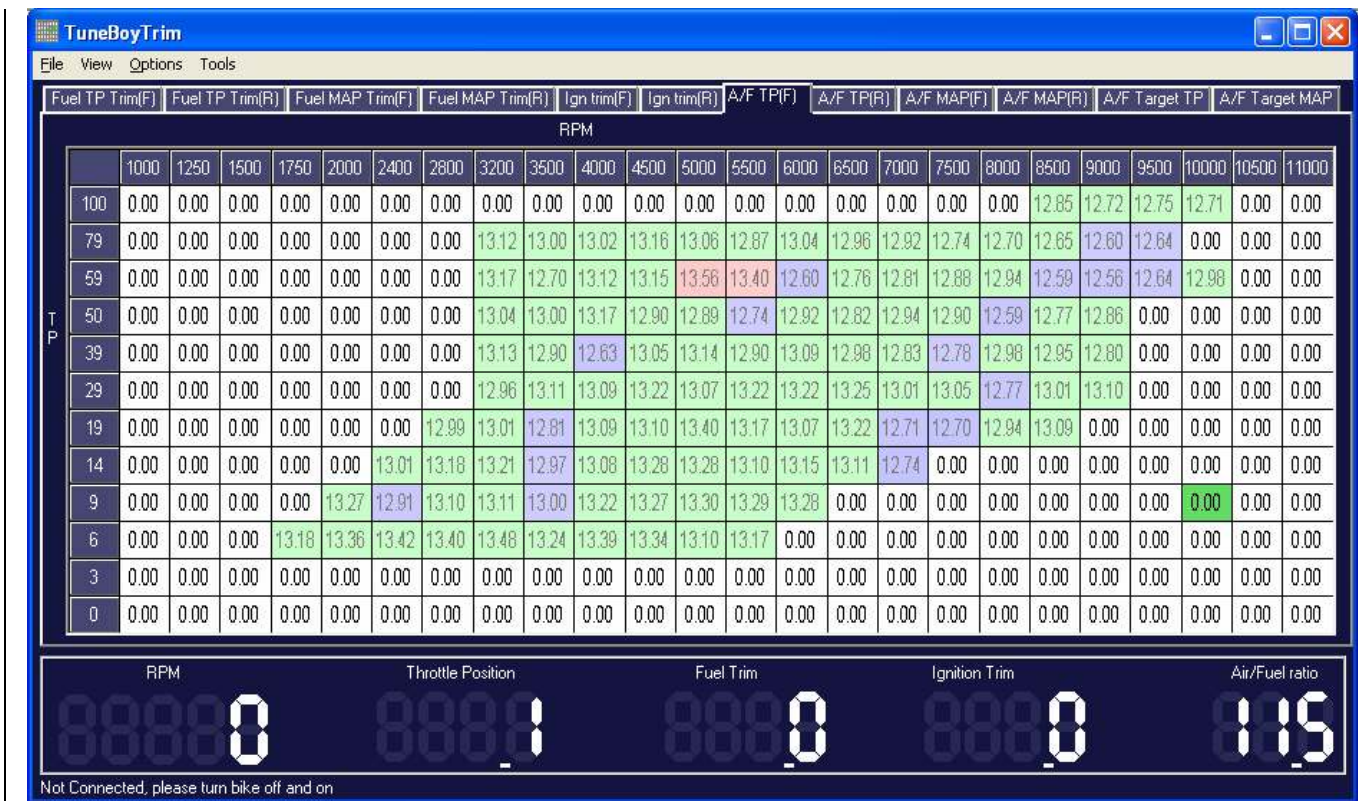 TuneBoyTrim
File View Options Tools
Fuel TP Trim(F) Fuel TP Trim(R) Fuel MAP Trim(F) Fuel MAP Trim(R) Ign trim(F) Ign trim(R) A/F TP(F) A/F TP(R) A/F MAP(F) A/F MAP(R) A/F Target TP A/F Target MAP
RPM
1000 1250 1500 1750 2000 2400 2800 3200 3500 4000 4500 5000 5500 6000 6500 7000 7500 8000 8500 9000 9500 10000 10500 11000
100 0.00 0.00 0.00 0.00 0.00 0.00 0.00 0.00 0.00 0.00 0.00 0.00 0.00 0.00 0.00 0.00 0.00 0.00 12.85 12.72 12.75 12.71 0.00 0.00
79 0.00 0.00 0.00 0.00 0.00 0.00 0.00 13.12 13.00 13.02 13.16 13.06 12.87 13.04 12.96 12.92 12.74 12.70 12.65 12.60 12.64 0.00 0.00 0.00
59 0.00 0.00 0.00 0.00 0.00 0.00 0.00 13.17 12.70 13.12 13.15 13.56 13.40 12.60 12.76 12.81 12.88 12.94 12.59 12.56 12.64 12.98 0.00 0.00
TP
50 0.00 0.00 0.00 0.00 0.00 0.00 0.00 13.04 13.00 13.17 12.90 12.89 12.74 12.92 12.82 12.94 12.90 12.59 12.77 12.86 0.00 0.00 0.00 0.00
39 0.00 0.00 0.00 0.00 0.00 0.00 0.00 13.13 12.90 12.63 13.05 13.14 12.90 13.09 12.98 12.83 12.78 12.98 12.95 12.80 0.00 0.00 0.00 0.00
29 0.00 0.00 0.00 0.00 0.00 0.00 0.00 12.96 13.11 13.09 13.22 13.07 13.22 13.22 13.25 13.01 13.05 12.77 13.01 13.10 0.00 0.00 0.00 0.00
19 0.00 0.00 0.00 0.00 0.00 0.00 12.99 13.01 12.81 13.09 13.10 13.40 13.17 13.07 13.22 12.71 12.70 12.94 13.09 0.00 0.00 0.00 0.00 0.00
14 0.00 0.00 0.00 0.00 0.00 13.01 13.18 13.21 12.97 13.08 13.28 13.28 13.10 13.15 13.11 12.74 0.00 0.00 0.00 0.00 0.00 0.00 0.00 0.00
9 0.00 0.00 0.00 0.00 13.27 12.91 13.10 13.11 13.00 13.22 13.27 13.30 13.29 13.28 0.00 0.00 0.00 0.00 0.00 0.00 0.00 0.00 0.00 0.00
6 0.00 0.00 0.00 13.18 13.36 13.42 13.40 13.48 13.24 13.39 13.34 13.10 13.17 0.00 0.00 0.00 0.00 0.00 0.00 0.00 0.00 0.00 0.00 0.00
3 0.00 0.00 0.00 0.00 0.00 0.00 0.00 0.00 0.00 0.00 0.00 0.00 0.00 0.00 0.00 0.00 0.00 0.00 0.00 0.00 0.00 0.00 0.00 0.00
0 0.00 0.00 0.00 0.00 0.00 0.00 0.00 0.00 0.00 0.00 0.00 0.00 0.00 0.00 0.00 0.00 0.00 0.00 0.00 0.00 0.00 0.00 0.00 0.00
RPM Throttle Position Fuel Trim Ignition Trim Air/Fuel ratio
0 .1 .0 .0 11.5
Not Connected, please turn bike off and on